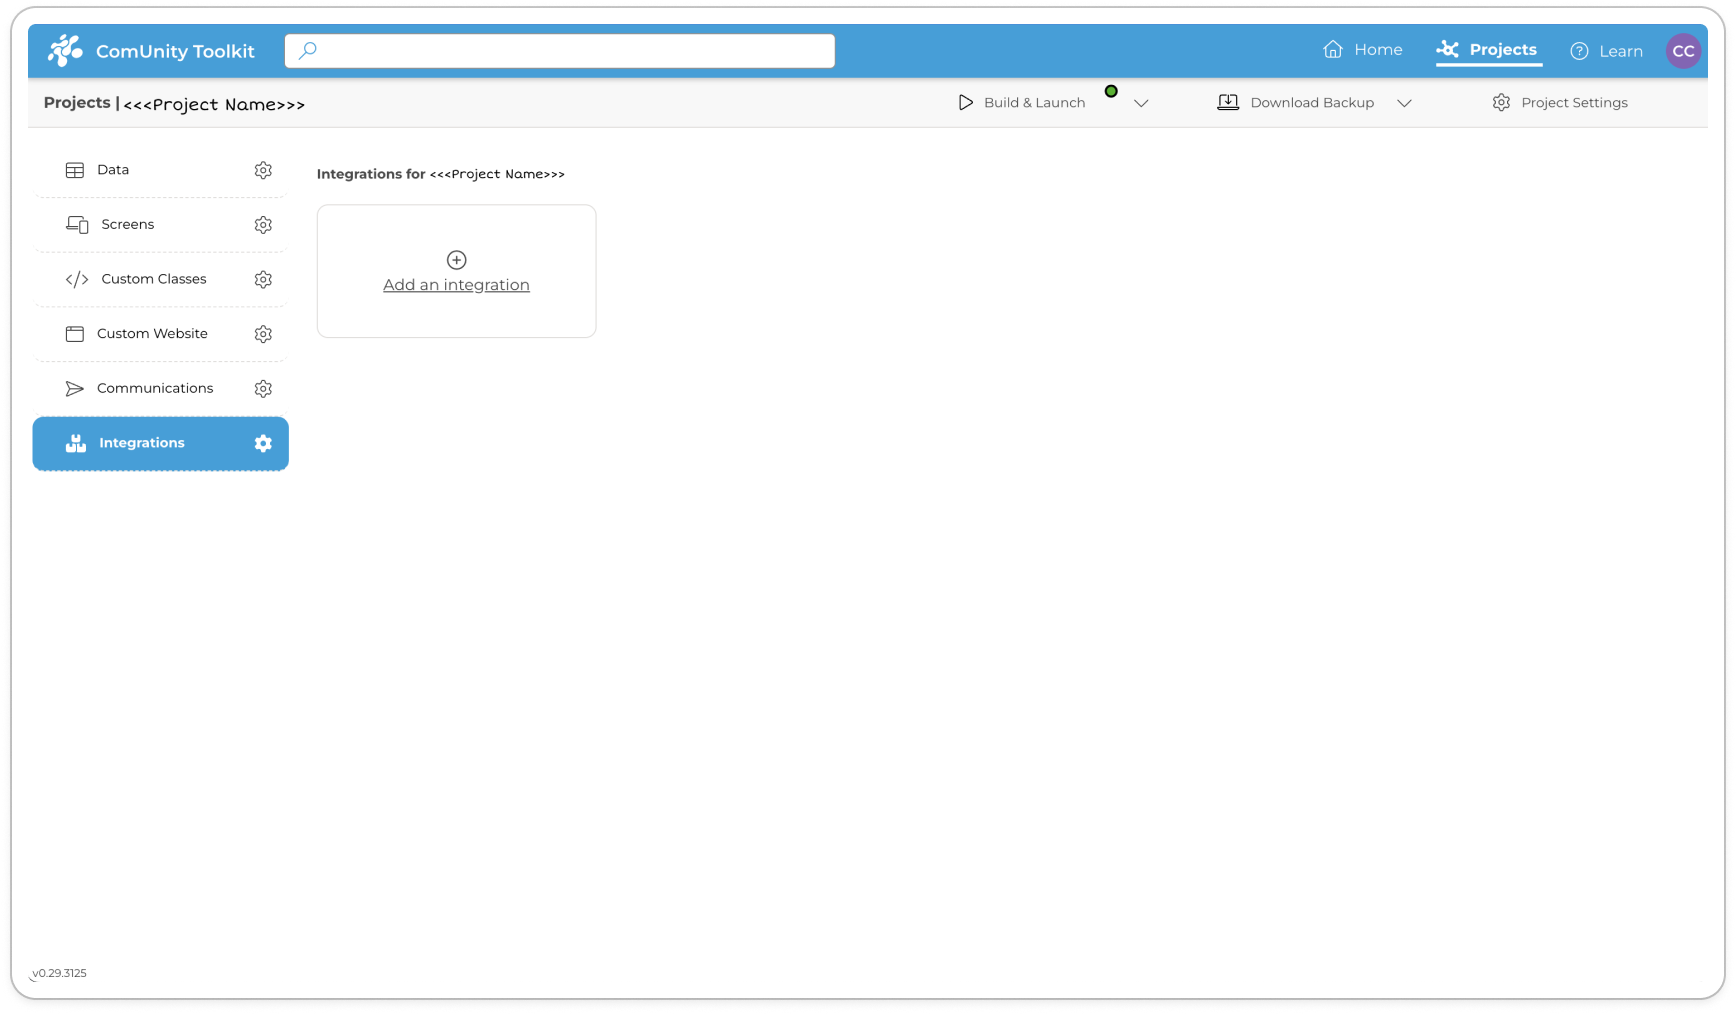 ComUnity Toolkit
Home
Projects
Learn
CC
Projects | <<<Project Name>>>
Build & Launch
Download Backup
Project Settings
Data
Screens
Custom Classes
Custom Website
Communications
Integrations
Integrations for <<<Project Name>>>
Add an integration
v0.29.3125